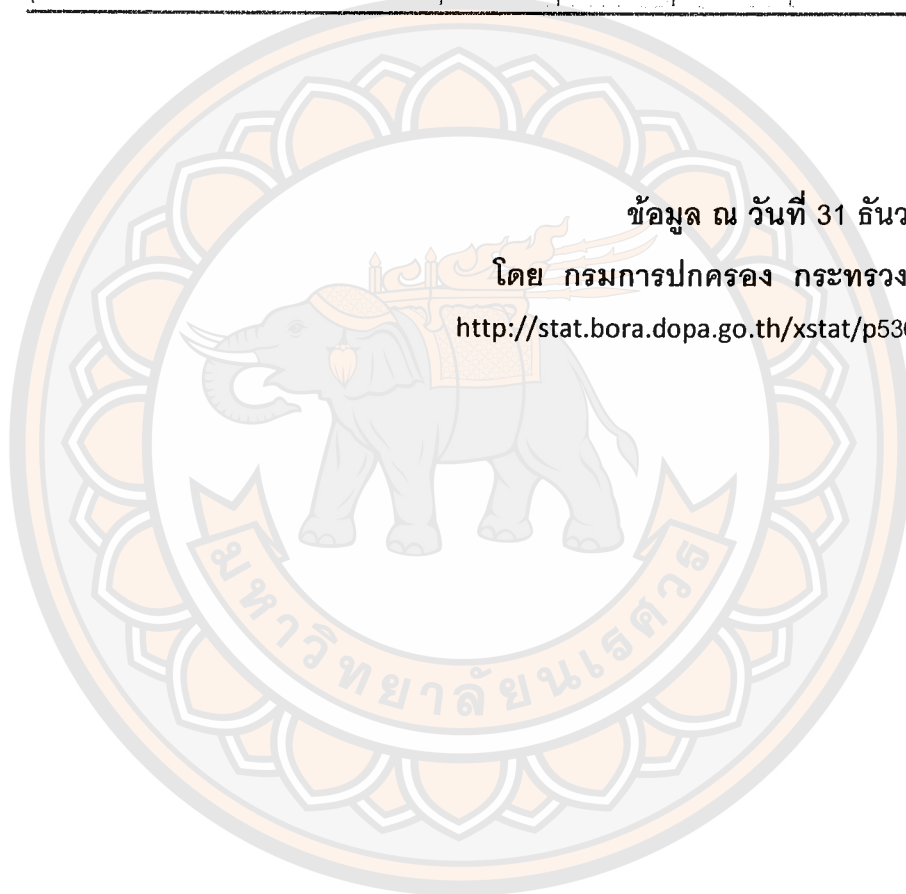 ข้อมูล ณ วันที่ 31 ธันว
โดย กรมการปกครอง กระทรวง
http://stat.bora.dopa.go.th/xstat/p53
มหาวิทยาลัยนเรศวร